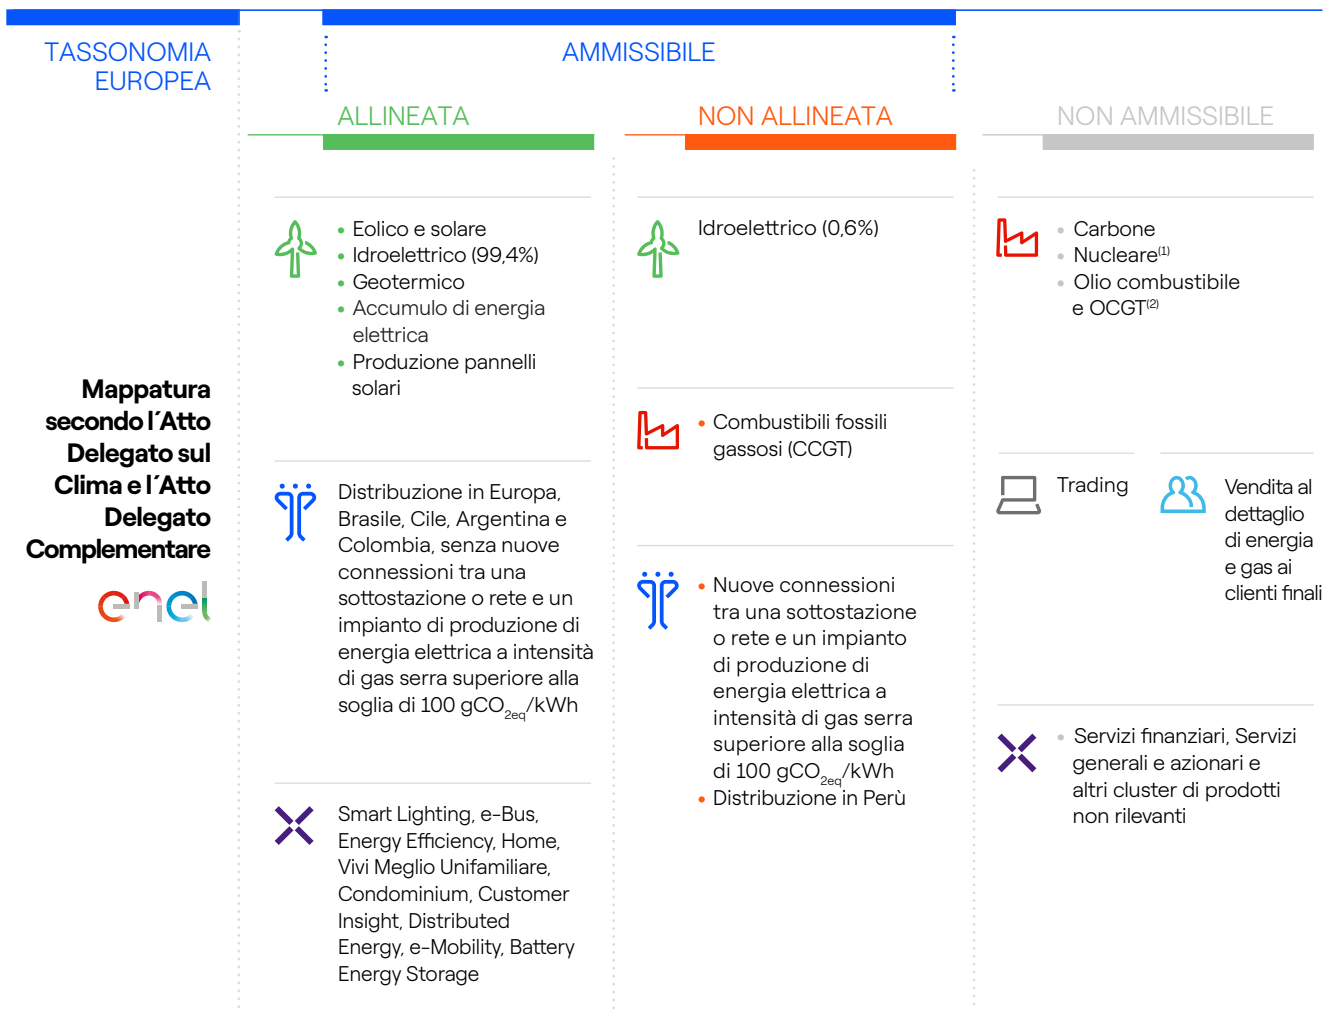 TASSONOMIA
EUROPEA
AMMISSIBILE
ALLINEATA
NON ALLINEATA
NON AMMISSIBILE
Mappatura
secondo l´Atto
Delegato sul
Clima e l´Atto
Delegato
Complementare
enel
• Eolico e solare
• Idroelettrico (99,4%)
• Geotermico
• Accumulo di energia
elettrica
• Produzione pannelli
solari
Distribuzione in Europa,
Brasile, Cile, Argentina e
Colombia, senza nuove
connessioni tra una
sottostazione o rete e un
impianto di produzione di
energia elettrica a intensità
di gas serra superiore alla
soglia di 100 gCO2eq/kWh
Smart Lighting, e-Bus,
Energy Efficiency, Home,
Vivi Meglio Unifamiliare,
Condominium, Customer
Insight, Distributed
Energy, e-Mobility, Battery
Energy Storage
Idroelettrico (0,6%)
• Combustibili fossili
gassosi (CCGT)
• Nuove connessioni
tra una sottostazione
o rete e un impianto
di produzione di
energia elettrica a
intensità di gas serra
superiore alla soglia
di 100 gCO2eq/kWh
• Distribuzione in Perù
• Carbone
• Nucleare(1)
• Olio combustibile
e OCGT(2)
Trading
Vendita al
dettaglio
di energia
e gas ai
clienti finali
• Servizi finanziari, Servizi
generali e azionari e
altri cluster di prodotti
non rilevanti